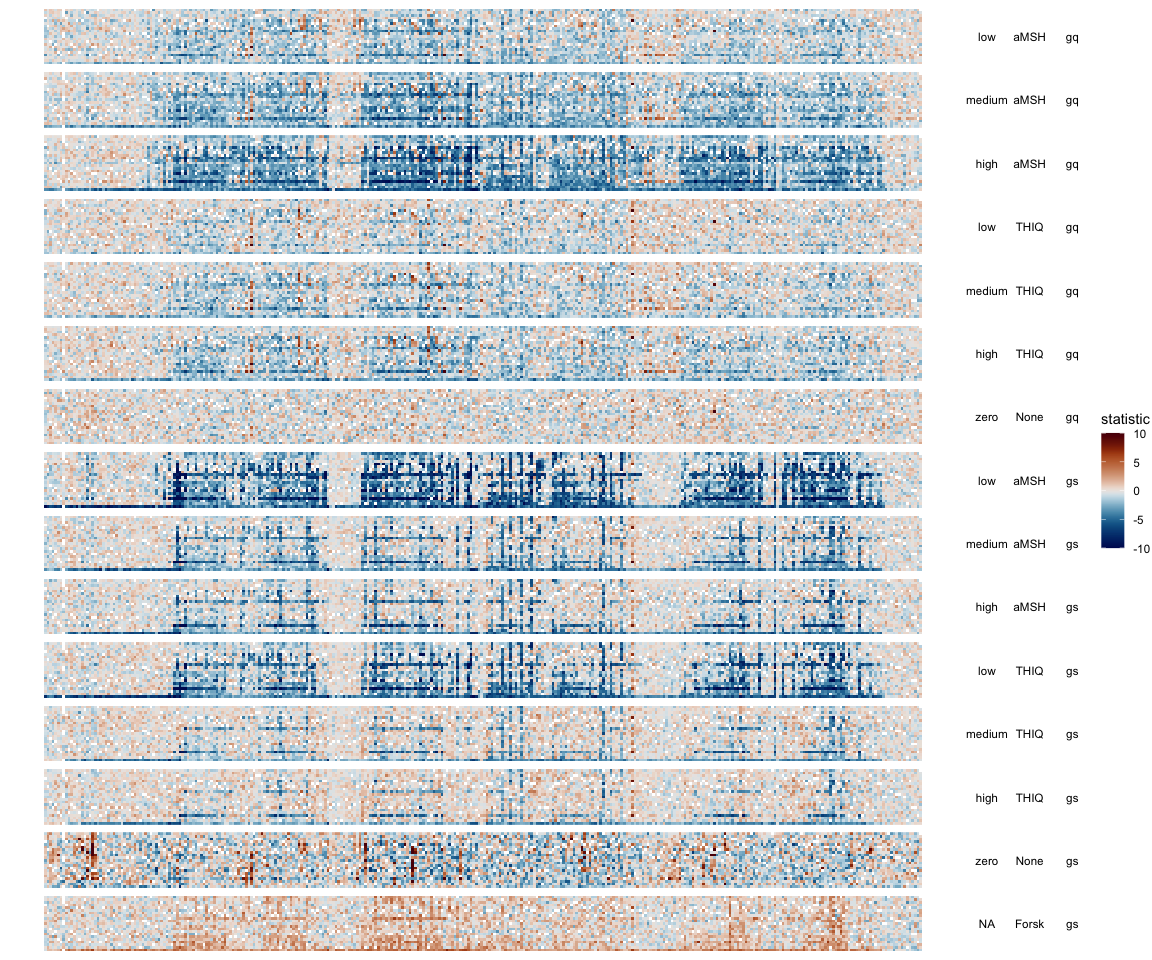 low aMSH gq
medium aMSH gq
high aMSH gq
low THIQ gq
medium THIQ gq
high THIQ gq
zero None gq
statistic
10
5
0
-5
-10
low aMSH gs
medium aMSH gs
high aMSH gs
low THIQ gs
medium THIQ gs
high THIQ gs
zero None gs
NA Forsk gs